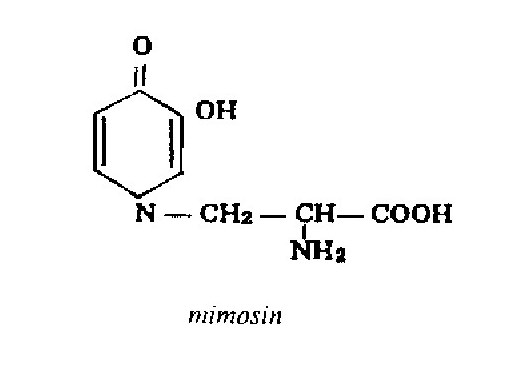 O
OH
N — CH₂ — CH — COOH
NH₂
mimosin